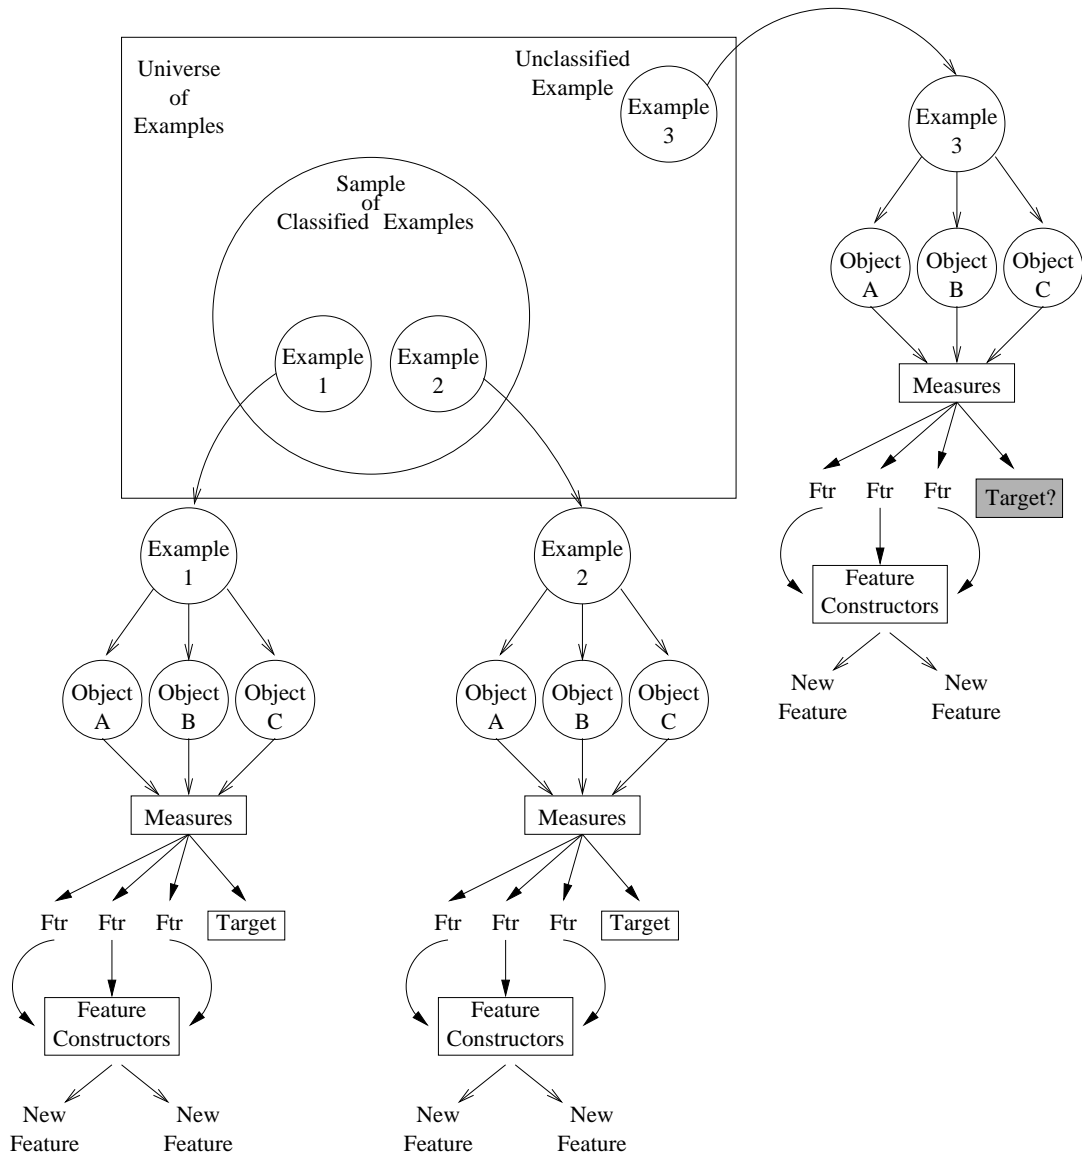 Universe
of
Examples
Unclassified
Example
Example
3
Sample
of
Classified Examples
Example
1
Example
2
Example
3
Object
A
Object
B
Object
C
Measures
Ftr
Ftr
Ftr
Target?
Feature
Constructors
New
Feature
New
Feature
Example
1
Object
A
Object
B
Object
C
Measures
Ftr
Ftr
Ftr
Target
Feature
Constructors
New
Feature
New
Feature
Example
2
Object
A
Object
B
Object
C
Measures
Ftr
Ftr
Ftr
Target
Feature
Constructors
New
Feature
New
Feature